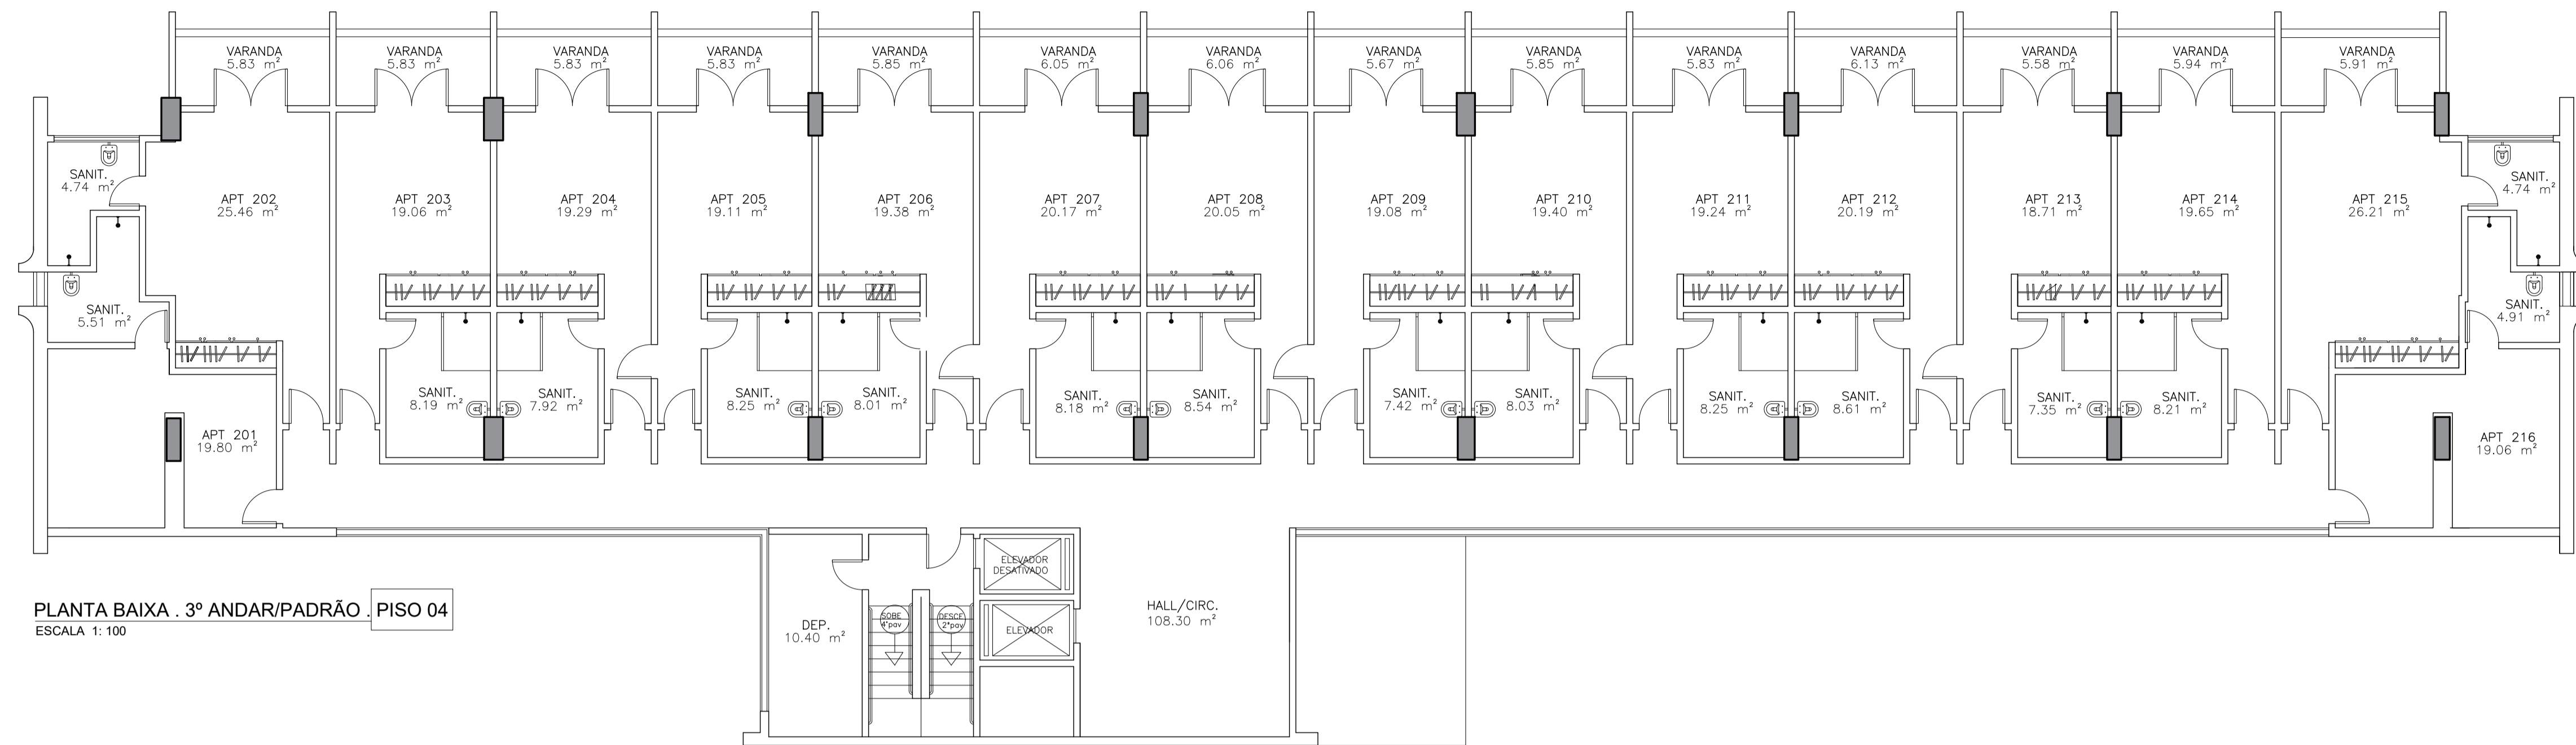 VARANDA
5.83 m²
VARANDA
5.83 m²
VARANDA
5.83 m²
VARANDA
5.83 m²
VARANDA
5.85 m²
VARANDA
6.05 m²
VARANDA
6.06 m²
VARANDA
5.67 m²
VARANDA
5.85 m²
VARANDA
5.83 m²
VARANDA
6.13 m²
VARANDA
5.58 m²
VARANDA
5.94 m²
VARANDA
5.91 m²
SANIT.
4.74 m²
APT 202
25.46 m²
APT 203
19.06 m²
APT 204
19.29 m²
APT 205
19.11 m²
APT 206
19.38 m²
APT 207
20.17 m²
APT 208
20.05 m²
APT 209
19.08 m²
APT 210
19.40 m²
APT 211
19.24 m²
APT 212
20.19 m²
APT 213
18.71 m²
APT 214
19.65 m²
APT 215
26.21 m²
SANIT.
4.74 m²
SANIT.
5.51 m²
SANIT.
4.91 m²
SANIT.
8.19 m²
SANIT.
7.92 m²
SANIT.
8.25 m²
SANIT.
8.01 m²
SANIT.
8.18 m²
SANIT.
8.54 m²
SANIT.
7.42 m²
SANIT.
8.03 m²
SANIT.
8.25 m²
SANIT.
8.61 m²
SANIT.
7.35 m²
SANIT.
8.21 m²
APT 201
19.80 m²
APT 216
19.06 m²
ELEVADOR
DESATIVADO
ELEVADOR
SOBE
4°pav
DESCE
2°pav
DEP.
10.40 m²
HALL/CIRC.
108.30 m²
PLANTA BAIXA . 3º ANDAR/PADRÃO . PISO 04
ESCALA 1: 100